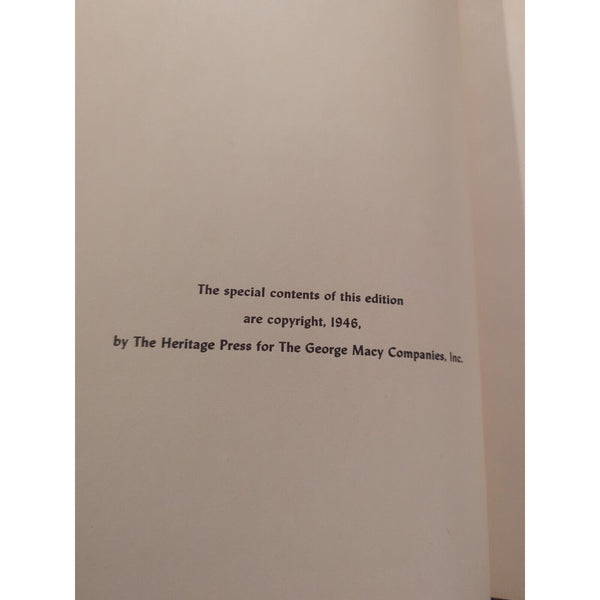 The special contents of this edition
are copyright, 1946,
by The Heritage Press for The George Macy Companies, Inc.